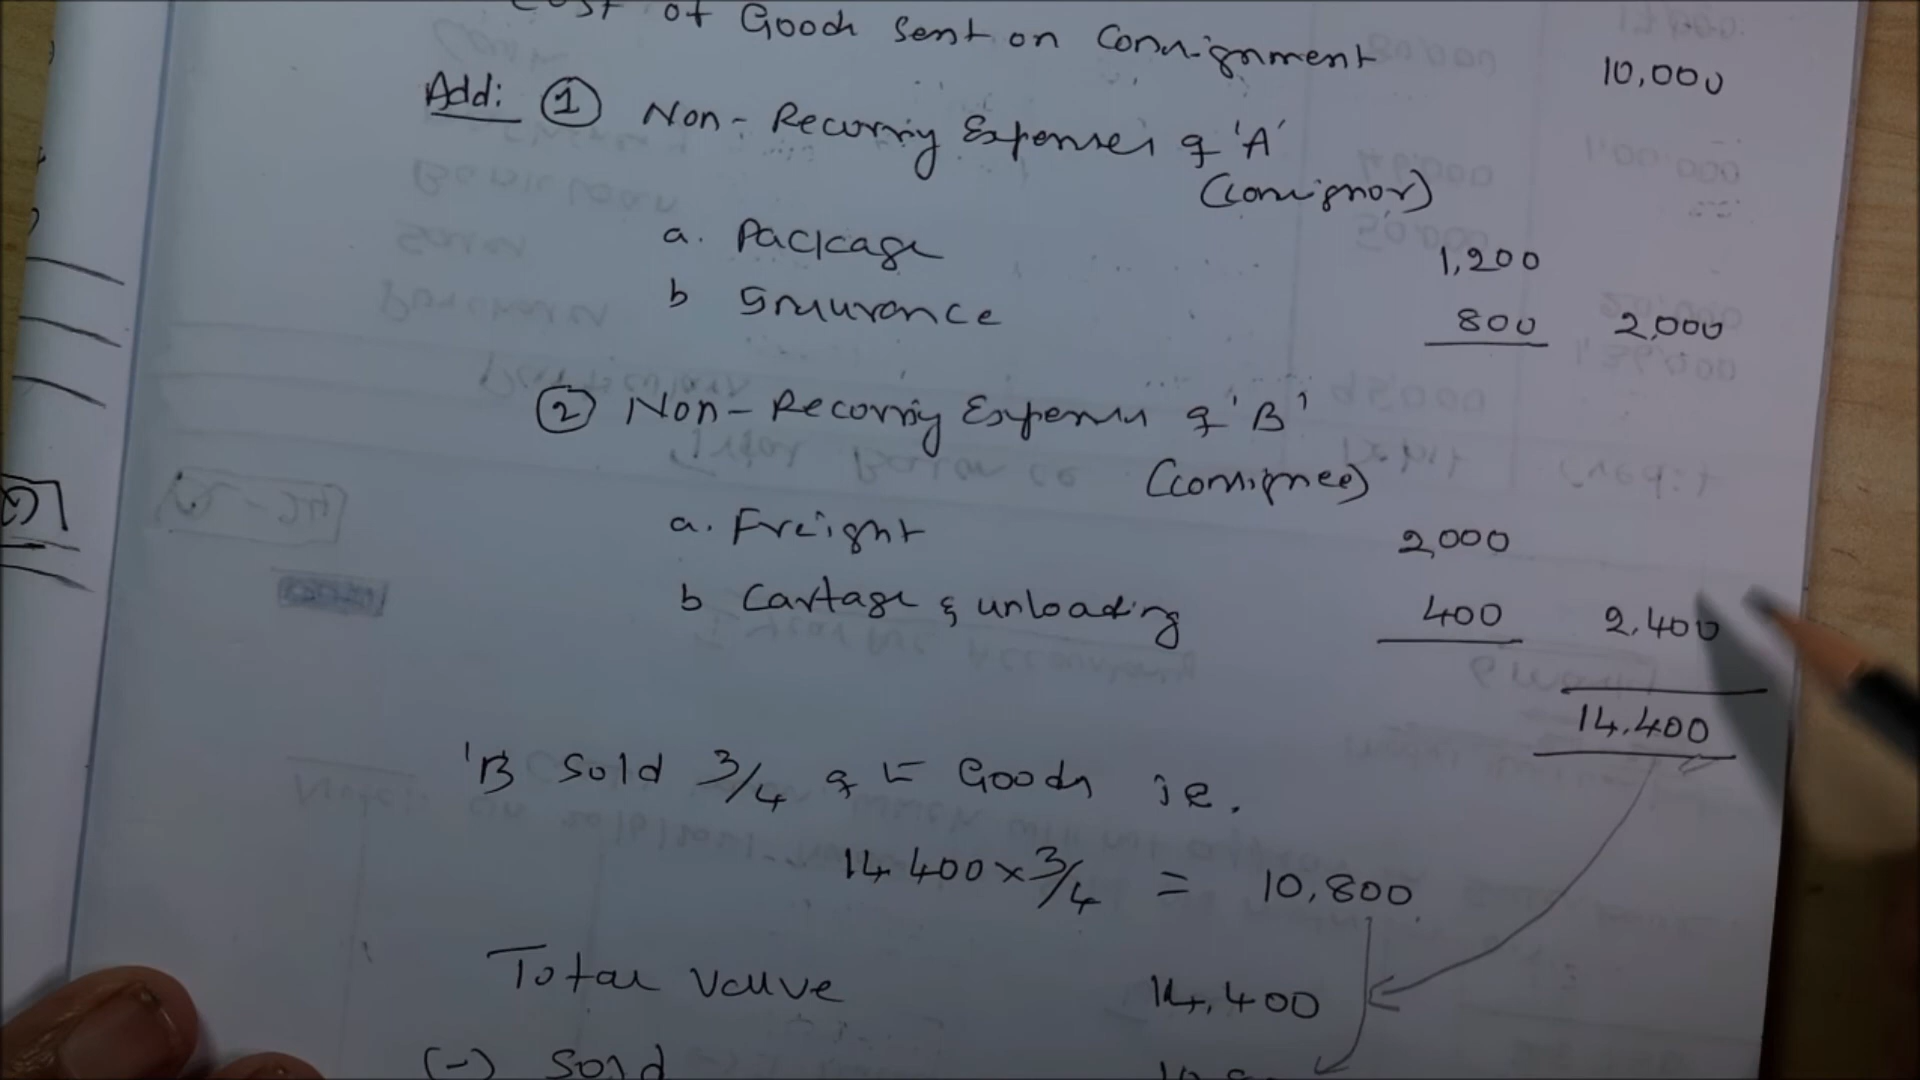 Cost of Goods Sent on Consignment 10,000
Add: ① Non-Recurring Expenses of 'A'
(Consignor)
a. Package 1,200
b Insurance 800 2,000
② Non-Recurring Expenses of 'B'
(Consignee)
a. Freight 2,000
b Cartage & unloading 400 2,400
14,400
'B Sold 3/4 of Goods ie.
14 400 × 3/4 = 10,800
Total Value 14,400
(-) Sold